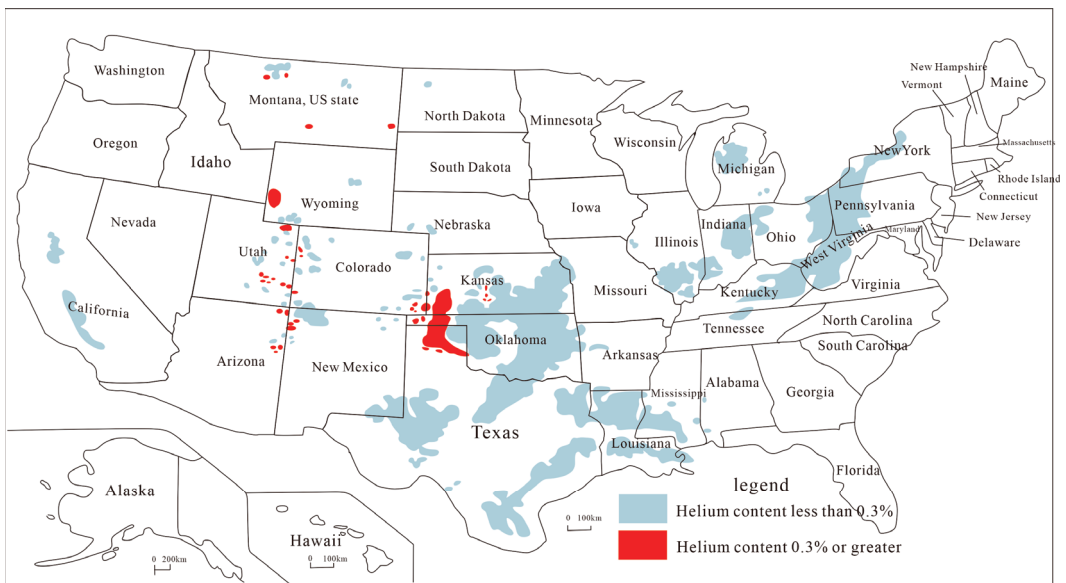 Washington
Montana, US state
North Dakota
Minnesota
New Hampshire
Vermont
Maine
Oregon
Idaho
Wisconsin
Michigan
NewYork
Massachusetts
South Dakota
Rhode Island
Wyoming
Connecticut
Nevada
Nebraska
Iowa
Pennsylvania
New Jersey
Utah
Colorado
Illinois
Indiana
Ohio
West Virginia
Maryland
Delaware
Kansas
Missouri
Kentucky
Virginia
California
Arizona
New Mexico
Oklahoma
Arkansas
Tennessee
North Carolina
South Carolina
Mississippi
Alabama
Georgia
Texas
Louisiana
Florida
Alaska
Hawaii
0 200km
0 100km
0 100km
legend
Helium content less than 0.3%
Helium content 0.3% or greater